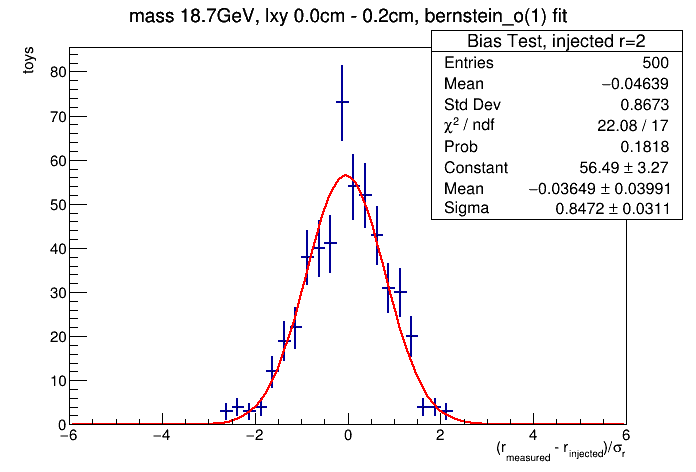 mass 18.7GeV, lxy 0.0cm - 0.2cm, bernstein_o(1) fit
toys
Bias Test, injected r=2
Entries 500
Mean −0.04639
Std Dev 0.8673
χ² / ndf 22.08 / 17
Prob 0.1818
Constant 56.49 ± 3.27
Mean −0.03649 ± 0.03991
Sigma 0.8472 ± 0.0311
80
70
60
50
40
30
20
10
0
−6 −4 −2 0 2 4 6
(r_measured - r_injected)/σ_r